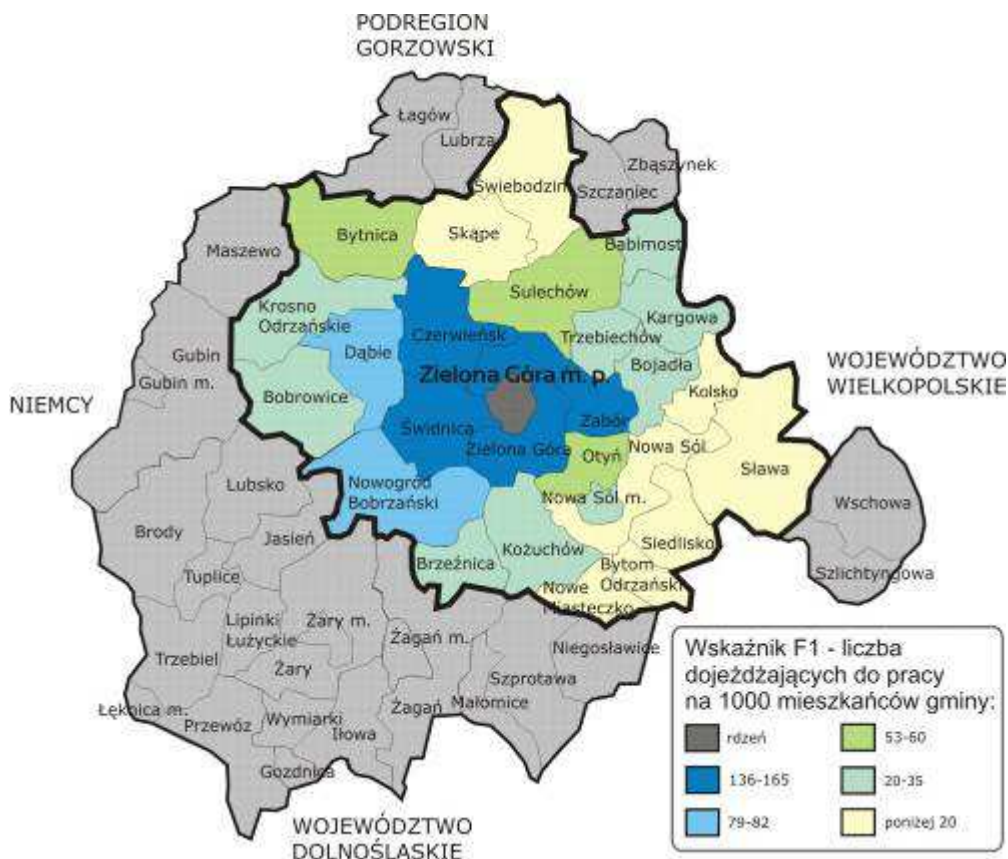 PODREGION
GORZOWSKI
Łagów
Lubrza
Zbąszynek
Świebodzin
Szczaniec
Bytnica
Skąpe
Babimost
Maszewo
Sulechów
Krosno
Odrzańskie
Kargowa
Czerwieńsk
Trzebiechów
Dąbie
Gubin
Bojadła
WOJEWÓDZTWO
WIELKOPOLSKIE
Zielona Góra m. p.
Gubin m.
Kolsko
Bobrowice
NIEMCY
Zabór
Świdnica
Zielona Góra
Otyń
Nowa Sól
Sława
Lubsko
Nowogród
Bobrzański
Nowa Sól m.
Wschowa
Brody
Jasień
Siedlisko
Kożuchów
Brzeźnica
Bytom
Odrzański
Tuplice
Szlichtyngowa
Nowe
Miasteczko
Lipinki
Łużyckie
Żary m.
Żagań m.
Niegosławice
Trzebiel
Żary
Szprotawa
Łęknica m.
Przewóz
Wymiarki
Iłowa
Żagań
Małomice
Gozdnica
WOJEWÓDZTWO
DOLNOŚLĄSKIE
Wskaźnik F1 - liczba
dojeżdżających do pracy
na 1000 mieszkańców gminy:
rdzeń
136-165
79-82
53-60
20-35
poniżej 20